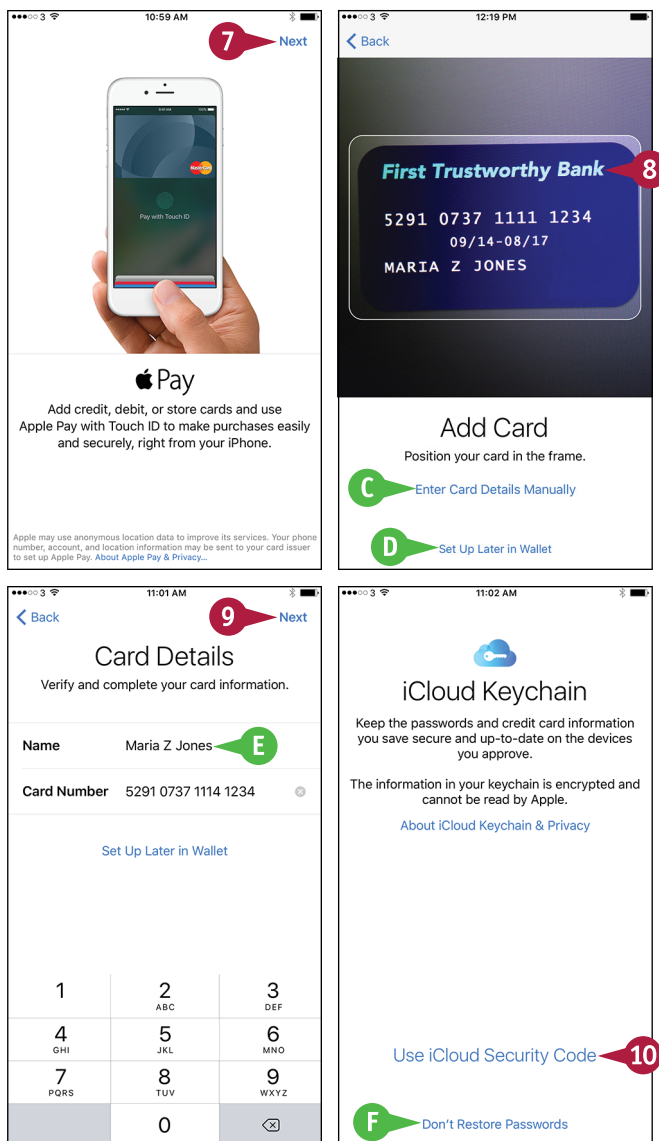 3
10:59 AM
7
Next
9:41 AM
100%
MasterCard
Pay with Touch ID
Pay
Add credit, debit, or store cards and use
Apple Pay with Touch ID to make purchases easily
and securely, right from your iPhone.
Apple may use anonymous location data to improve its services. Your phone
number, account, and location information may be sent to your card issuer
to set up Apple Pay. About Apple Pay & Privacy...
3
12:19 PM
Back
First Trustworthy Bank
8
5291 0737 1111 1234
09/14-08/17
MARIA Z JONES
Add Card
Position your card in the frame.
C
Enter Card Details Manually
D
Set Up Later in Wallet
3
11:01 AM
Back
9
Next
Card Details
Verify and complete your card information.
Name Maria Z Jones
E
Card Number 5291 0737 1114 1234
Set Up Later in Wallet
1 2 3
ABC DEF
4 5 6
GHI JKL MNO
7 8 9
PQRS TUV WXYZ
0
3
11:02 AM
iCloud Keychain
Keep the passwords and credit card information
you save secure and up-to-date on the devices
you approve.
The information in your keychain is encrypted and
cannot be read by Apple.
About iCloud Keychain & Privacy
Use iCloud Security Code
10
F
Don't Restore Passwords